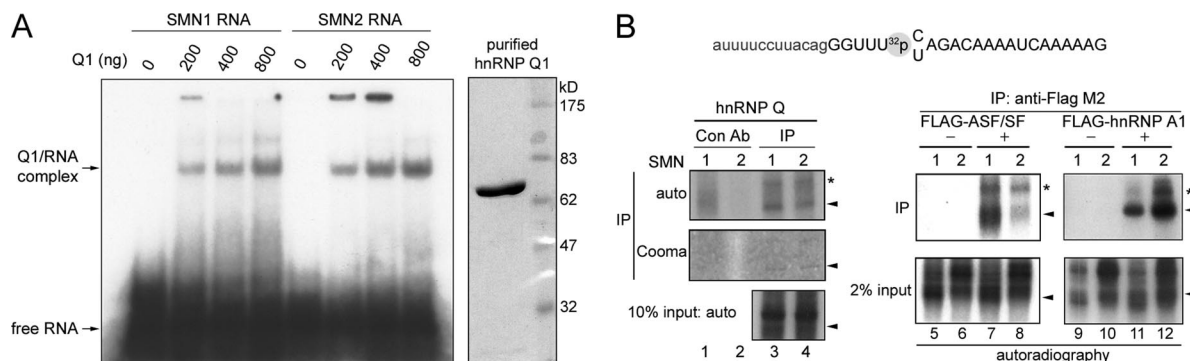 A
SMN1 RNA SMN2 RNA
Q1 (ng) 0 200 400 800 0 200 400 800
purified
hnRNP Q1
kD
175
83
62
47
32
Q1/RNA
complex
free RNA
B
auuuuccuuacagGGUUU 32p C U AGACAAAAUCAAAAAG
hnRNP Q
Con Ab IP
SMN 1 2 1 2
auto
*
IP
Cooma
10% input: auto
1 2 3 4
IP: anti-Flag M2
FLAG-ASF/SF FLAG-hnRNP A1
− + − +
1 2 1 2 1 2 1 2
IP
* *
2% input
5 6 7 8 9 10 11 12
autoradiography